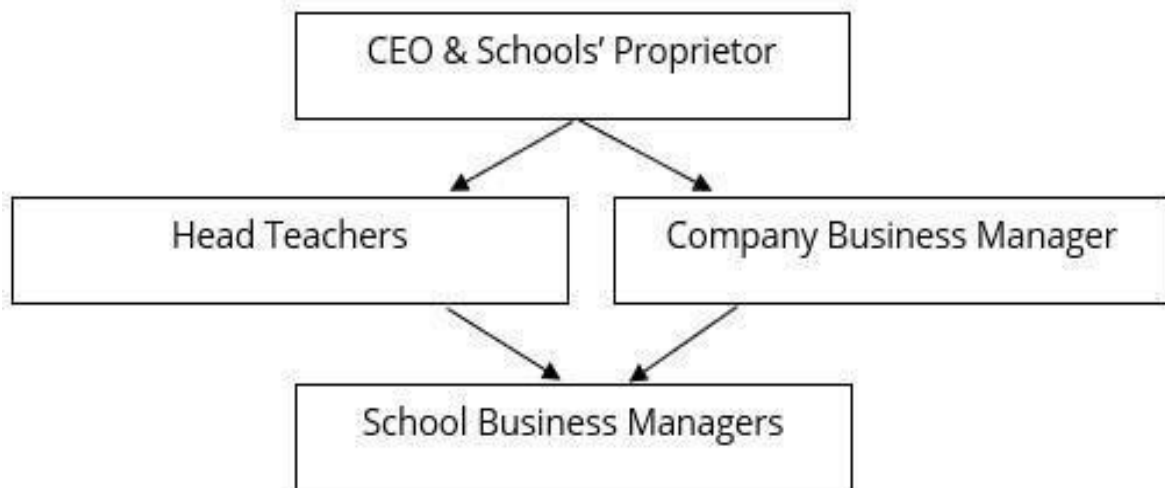 CEO & Schools’ Proprietor
Head Teachers
Company Business Manager
School Business Managers